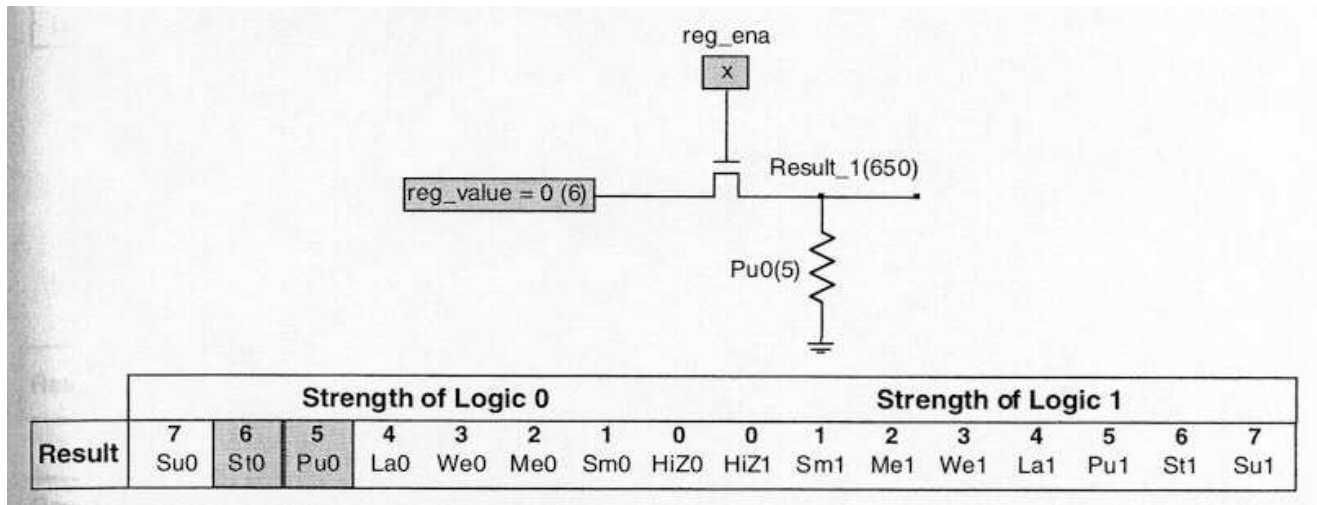 reg_ena
x
Result_1(650)
reg_value = 0 (6)
Pu0(5)
Strength of Logic 0 Strength of Logic 1
Result 7 6 5 4 3 2 1 0 0 1 2 3 4 5 6 7
Su0 St0 Pu0 La0 We0 Me0 Sm0 HiZ0 HiZ1 Sm1 Me1 We1 La1 Pu1 St1 Su1